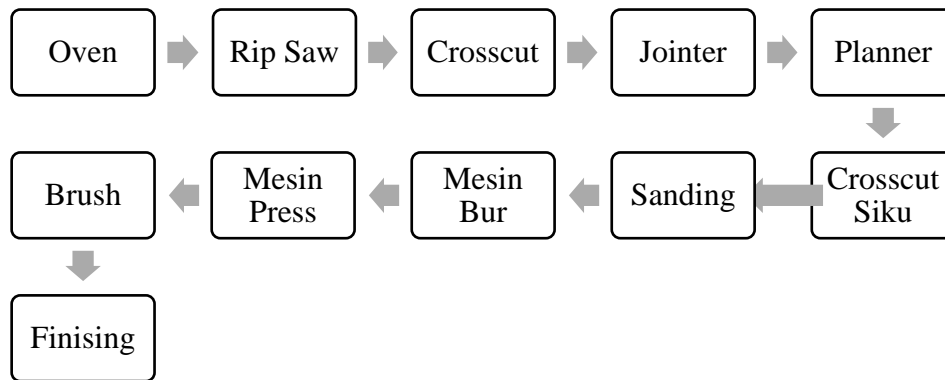 Oven
Rip Saw
Crosscut
Jointer
Planner
Crosscut
Siku
Sanding
Mesin
Bur
Mesin
Press
Brush
Finising